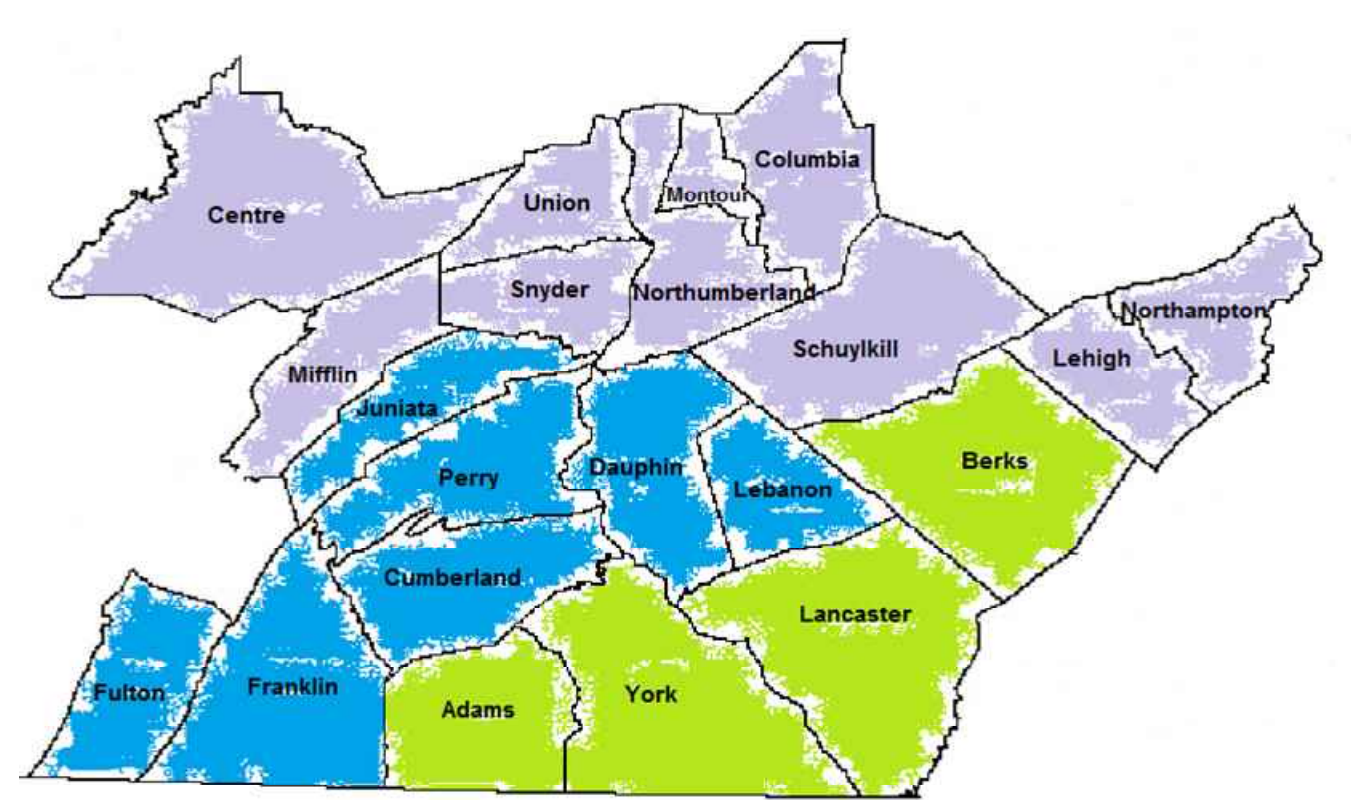 Columbia
Montour
Union
Centre
Snyder
Northumberland
Northampton
Schuylkill
Lehigh
Mifflin
Juniata
Berks
Dauphin
Perry
Lebanon
Cumberland
Lancaster
Franklin
Fulton
York
Adams